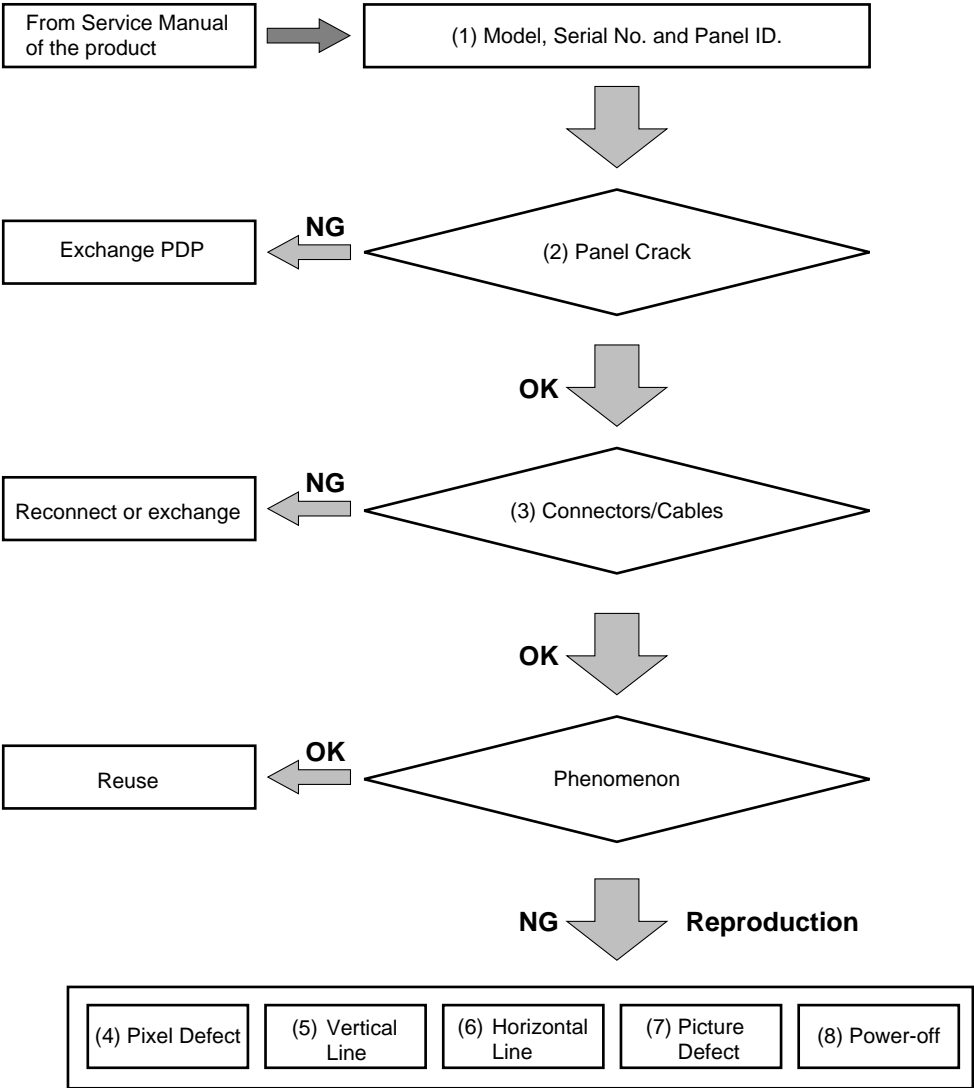 From Service Manual
of the product
(1) Model, Serial No. and Panel ID.
NG
Exchange PDP
(2) Panel Crack
OK
NG
Reconnect or exchange
(3) Connectors/Cables
OK
OK
Reuse
Phenomenon
NG
Reproduction
(4) Pixel Defect
(5) Vertical
Line
(6) Horizontal
Line
(7) Picture
Defect
(8) Power-off